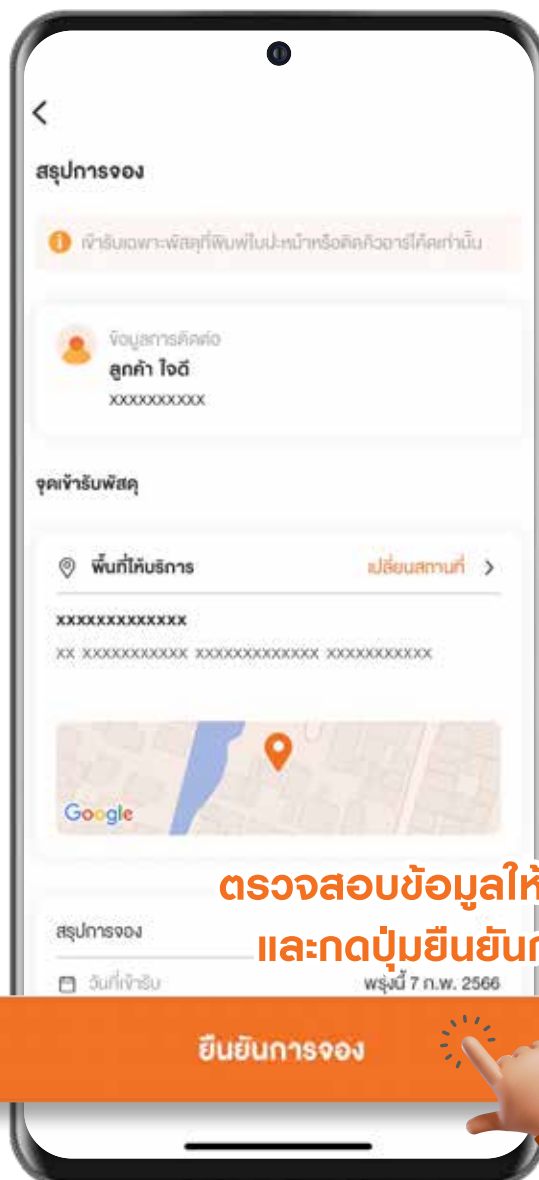 สรุปการจอง
เข้ารับเฉพาะพัสดุที่พิมพ์ใบปะหน้าหรือติดคิวอาร์โค้ดเท่านั้น
ข้อมูลการติดต่อ
ลูกค้า ใจดี
xxxxxxxxxx
จุดเข้ารับพัสดุ
พื้นที่ให้บริการ เปลี่ยนสถานที่
xxxxxxxxxxxxx
xx xxxxxxxxxxx xxxxxxxxxxxxx xxxxxxxxxxx
Google
ตรวจสอบข้อมูลให้
และกดปุ่มยืนยันก
สรุปการจอง
วันที่เข้ารับ พรุ่งนี้ 7 ก.พ. 2566
ยืนยันการจอง